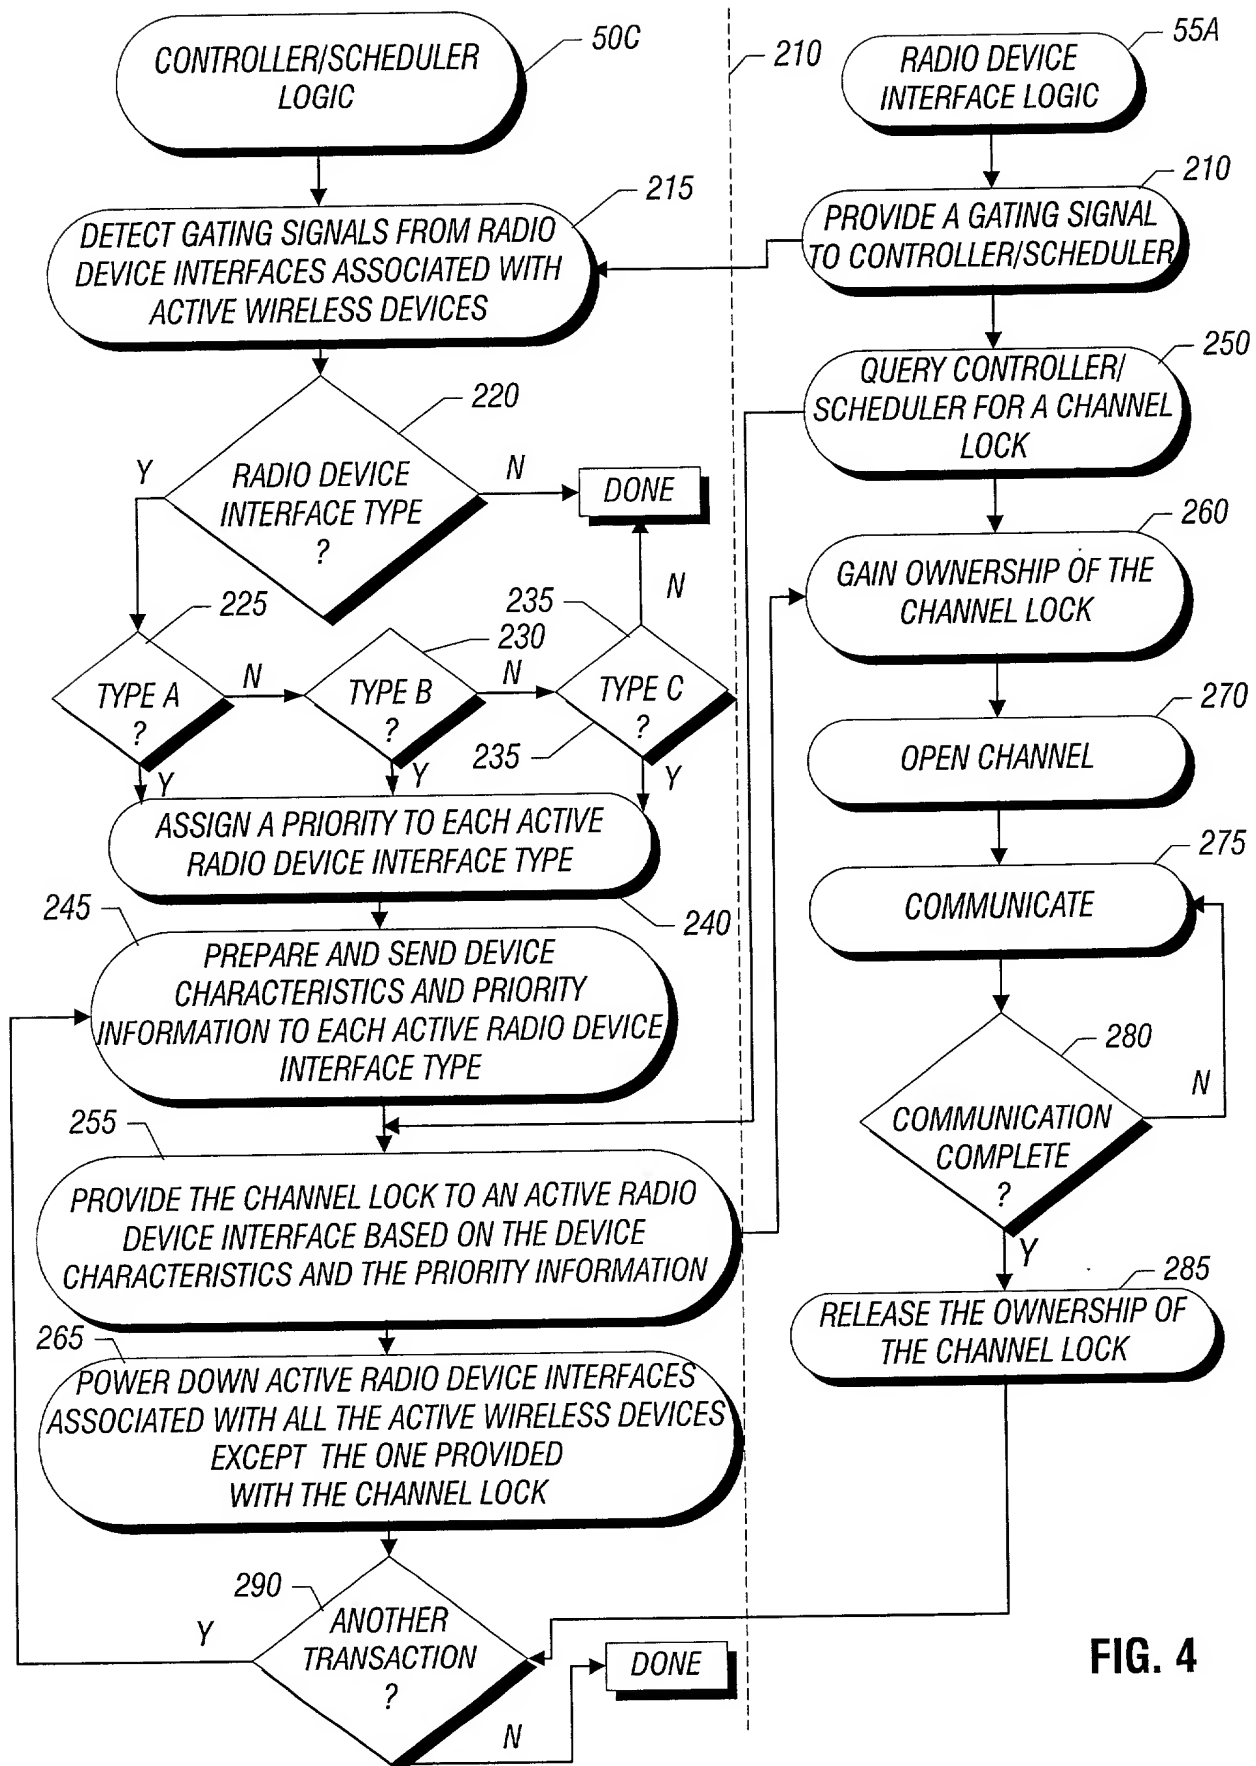 CONTROLLER/SCHEDULER
LOGIC
50C
DETECT GATING SIGNALS FROM RADIO
DEVICE INTERFACES ASSOCIATED WITH
ACTIVE WIRELESS DEVICES
215
RADIO DEVICE
INTERFACE TYPE
?
220
Y
N
DONE
TYPE A
?
225
N
Y
TYPE B
?
230
N
Y
TYPE C
?
235
235
N
Y
ASSIGN A PRIORITY TO EACH ACTIVE
RADIO DEVICE INTERFACE TYPE
240
245
PREPARE AND SEND DEVICE
CHARACTERISTICS AND PRIORITY
INFORMATION TO EACH ACTIVE RADIO DEVICE
INTERFACE TYPE
255
PROVIDE THE CHANNEL LOCK TO AN ACTIVE RADIO
DEVICE INTERFACE BASED ON THE DEVICE
CHARACTERISTICS AND THE PRIORITY INFORMATION
265
POWER DOWN ACTIVE RADIO DEVICE INTERFACES
ASSOCIATED WITH ALL THE ACTIVE WIRELESS DEVICES
EXCEPT THE ONE PROVIDED
WITH THE CHANNEL LOCK
290
ANOTHER
TRANSACTION
?
Y
N
DONE
210
RADIO DEVICE
INTERFACE LOGIC
55A
PROVIDE A GATING SIGNAL
TO CONTROLLER/SCHEDULER
210
QUERY CONTROLLER/
SCHEDULER FOR A CHANNEL
LOCK
250
GAIN OWNERSHIP OF THE
CHANNEL LOCK
260
OPEN CHANNEL
270
COMMUNICATE
275
COMMUNICATION
COMPLETE
?
280
N
Y
RELEASE THE OWNERSHIP OF
THE CHANNEL LOCK
285
FIG. 4